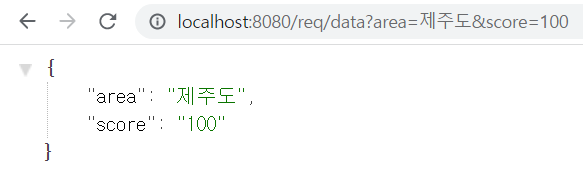 localhost:8080/req/data?area=제주도&score=100
{
"area": "제주도",
"score": "100"
}